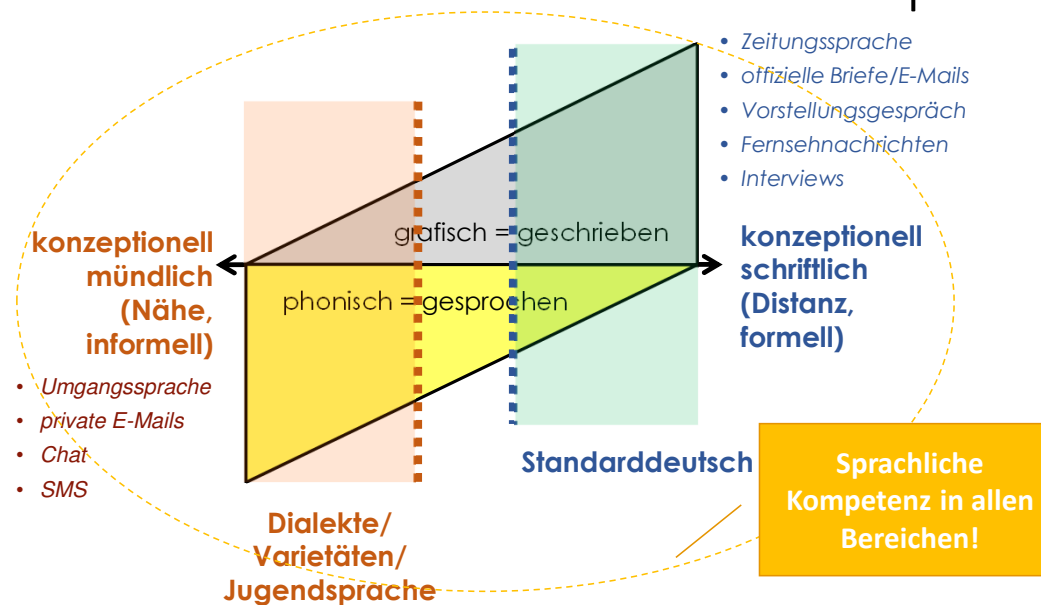 • Zeitungssprache
• offizielle Briefe/E-Mails
• Vorstellungsgespräch
• Fernsehnachrichten
• Interviews
grafisch = geschrieben
konzeptionell
mündlich
(Nähe,
informell)
konzeptionell
schriftlich
(Distanz,
formell)
phonisch = gesprochen
• Umgangssprache
• private E-Mails
• Chat
• SMS
Standarddeutsch
Sprachliche
Kompetenz in allen
Bereichen!
Dialekte/
Varietäten/
Jugendsprache